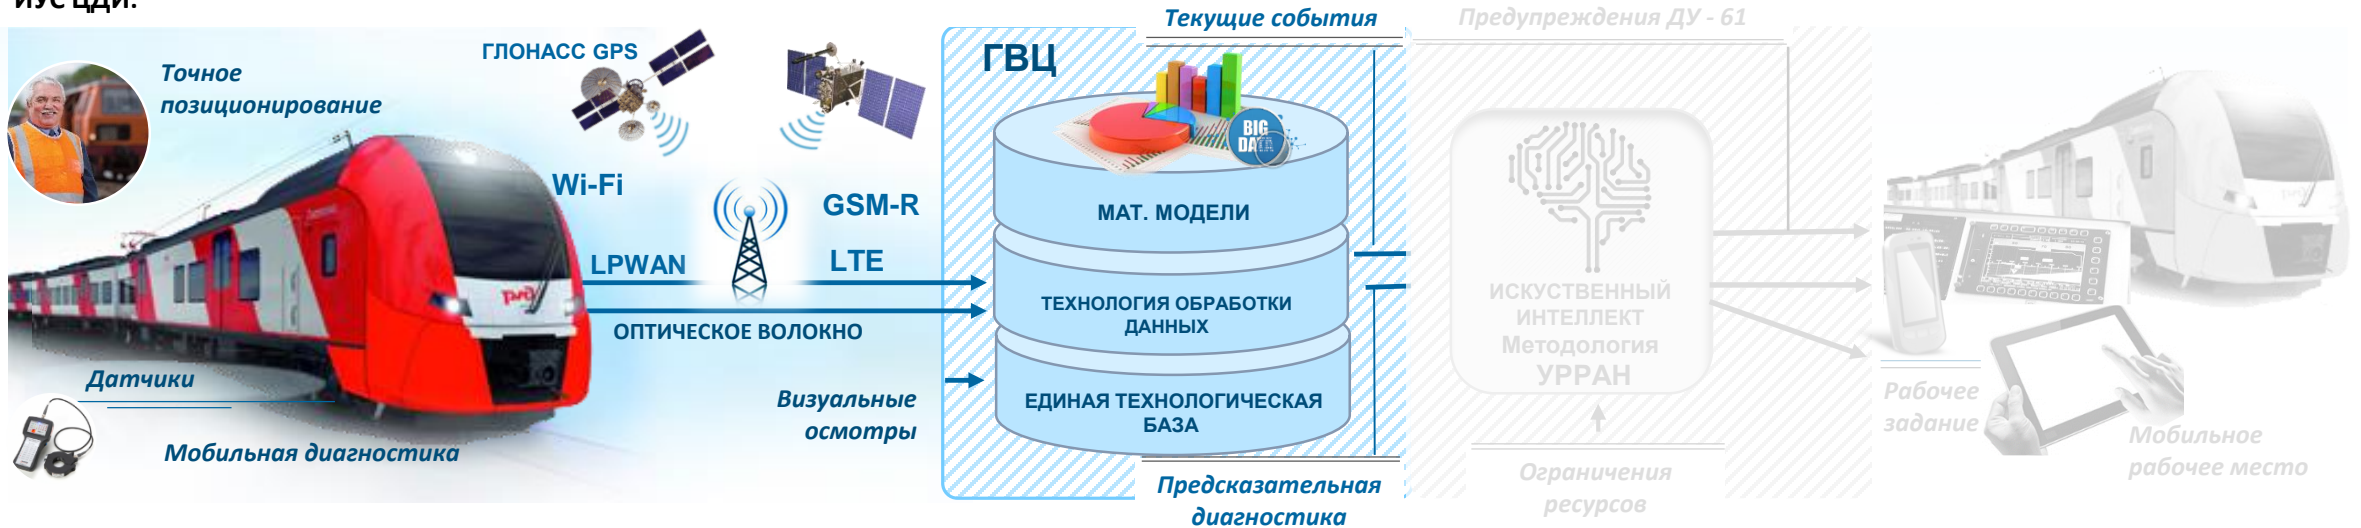 ИУС ЦДИ:
Точное
позиционирование
ГЛОНАСС GPS
Wi-Fi
GSM-R
LPWAN
LTE
ОПТИЧЕСКОЕ ВОЛОКНО
Датчики
Мобильная диагностика
Визуальные
осмотры
РЖД
Текущие события
ГВЦ
BIG
DATA
МАТ. МОДЕЛИ
ТЕХНОЛОГИЯ ОБРАБОТКИ
ДАННЫХ
ЕДИНАЯ ТЕХНОЛОГИЧЕСКАЯ
БАЗА
Предсказательная
диагностика
Предупреждения ДУ - 61
ИСКУСТВЕННЫЙ
ИНТЕЛЛЕКТ
Методология
УРРАН
Ограничения
ресурсов
Рабочее
задание
Мобильное
рабочее место